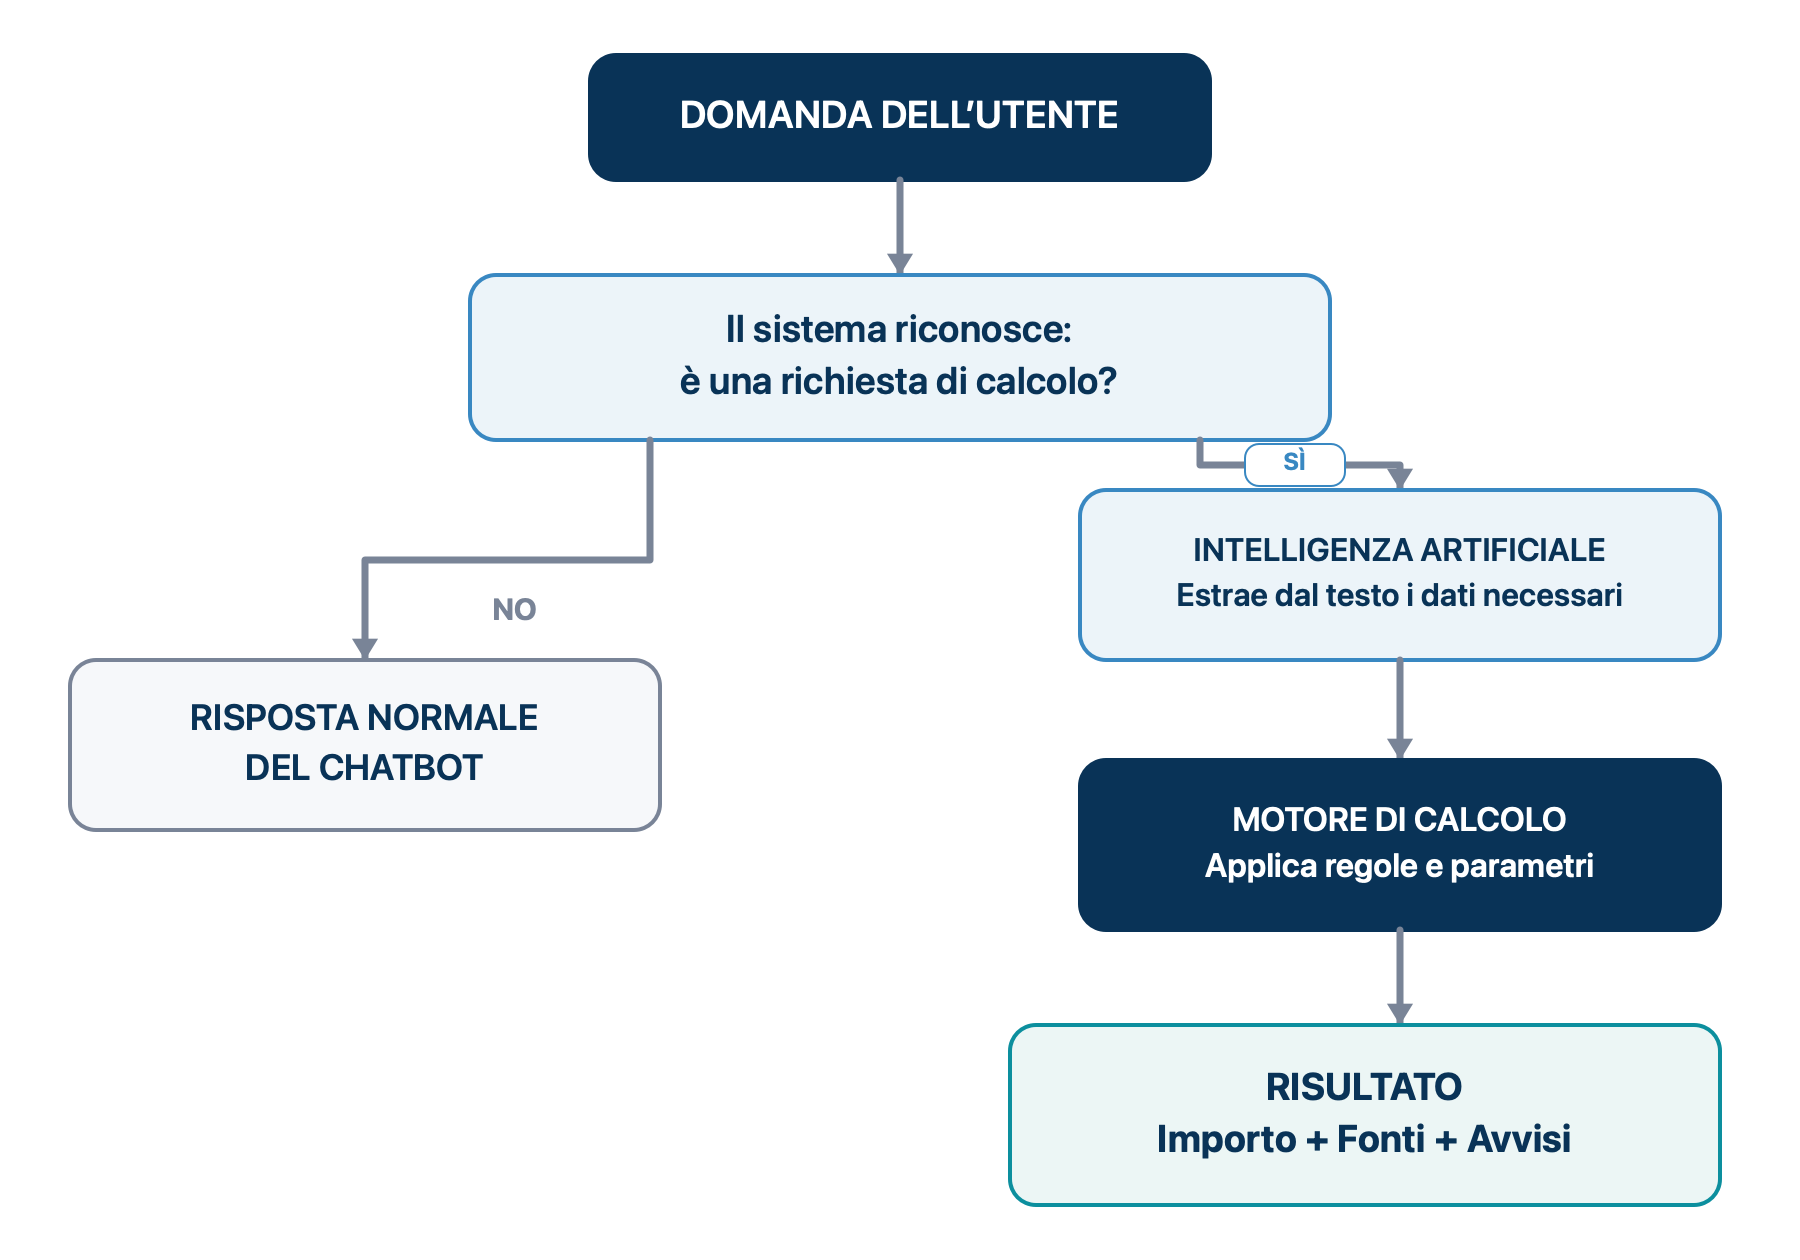 DOMANDA DELL’UTENTE
Il sistema riconosce:
è una richiesta di calcolo?
SÌ
INTELLIGENZA ARTIFICIALE
Estrae dal testo i dati necessari
NO
RISPOSTA NORMALE
DEL CHATBOT
MOTORE DI CALCOLO
Applica regole e parametri
RISULTATO
Importo + Fonti + Avvisi